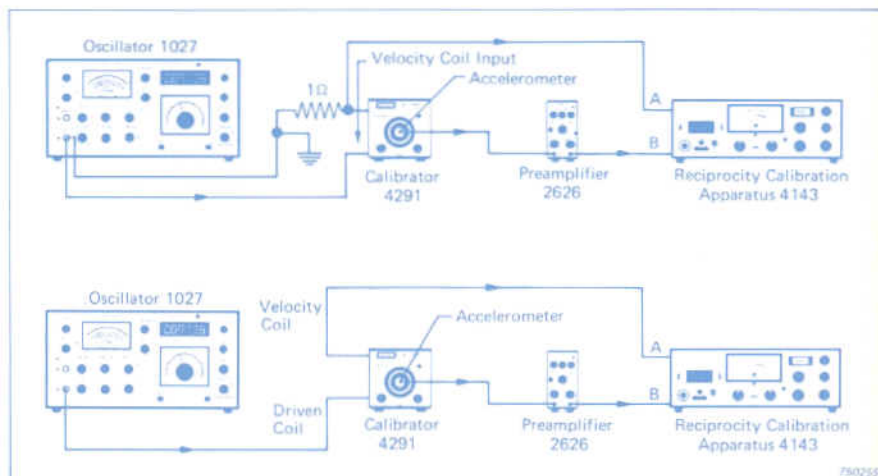 Oscillator 1027
Velocity Coil Input
Accelerometer
1Ω
A
B
Calibrator
4291
Preamplifier
2626
Reciprocity Calibration
Apparatus 4143
Oscillator 1027
Velocity
Coil
Accelerometer
A
B
Driven
Coil
Calibrator
4291
Preamplifier
2626
Reciprocity Calibration
Apparatus 4143